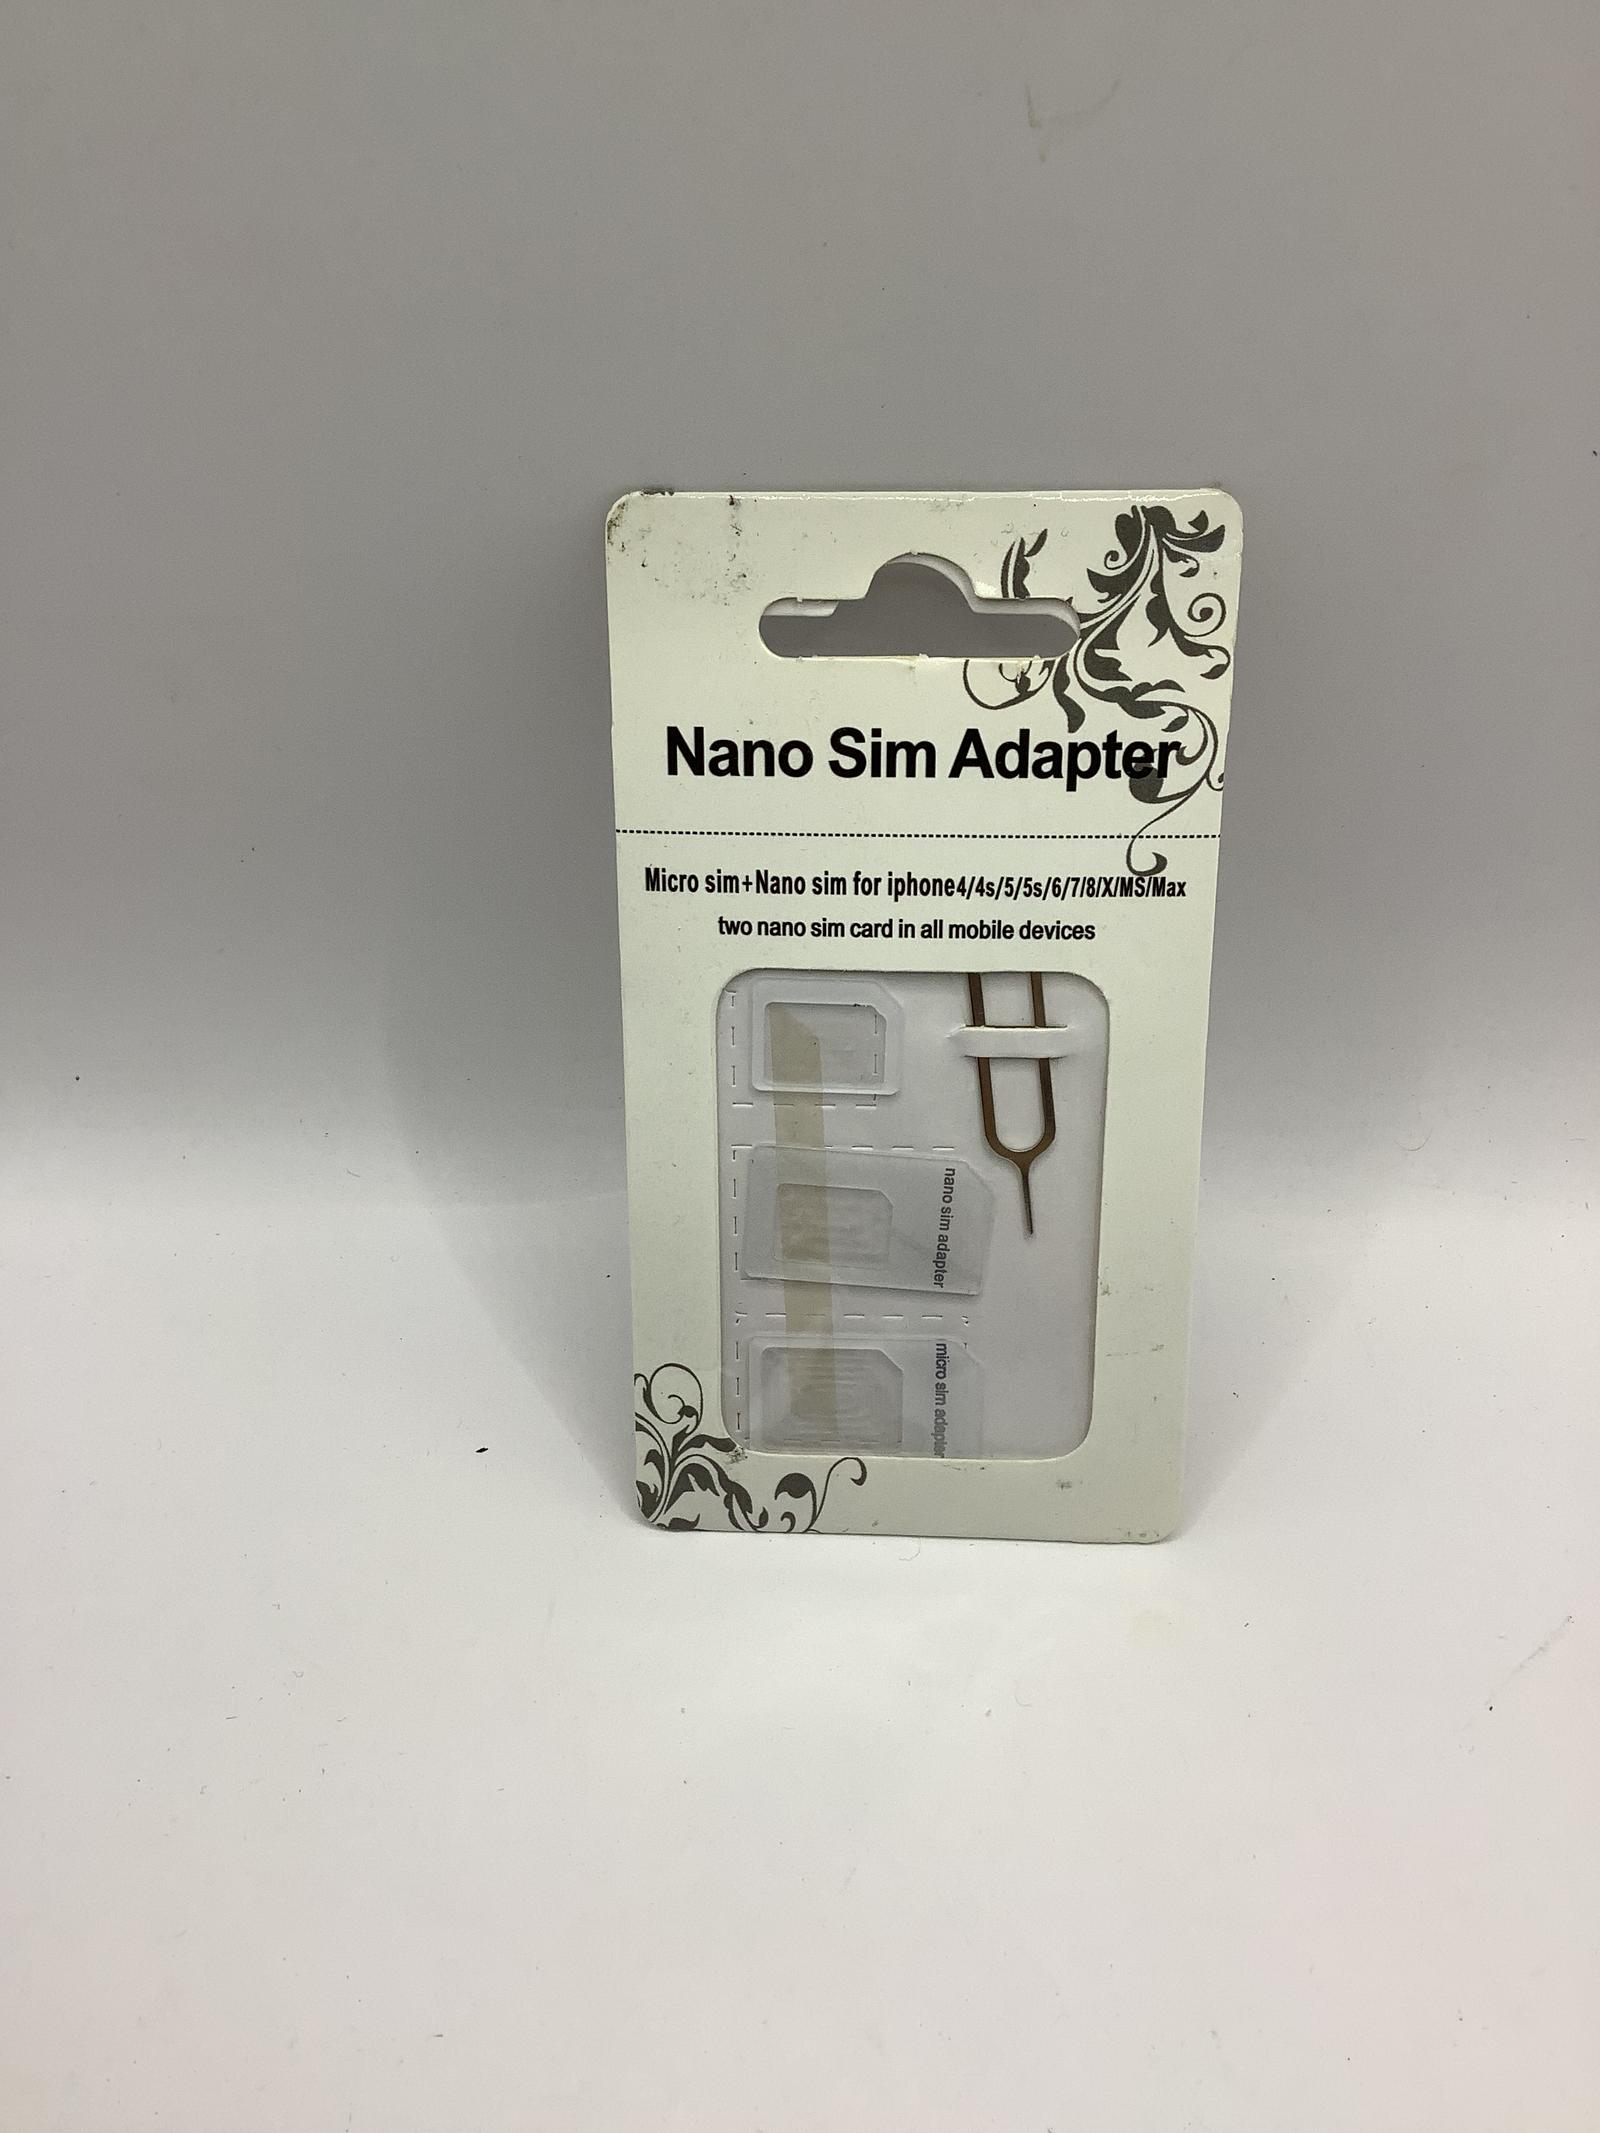 Nano Sim Adapter
Micro sim+Nano sim for iphone4/4s/5/5s/6/7/8/X/MS/Max
two nano sim card in all mobile devices
nano sim adapter
micro sim adapter